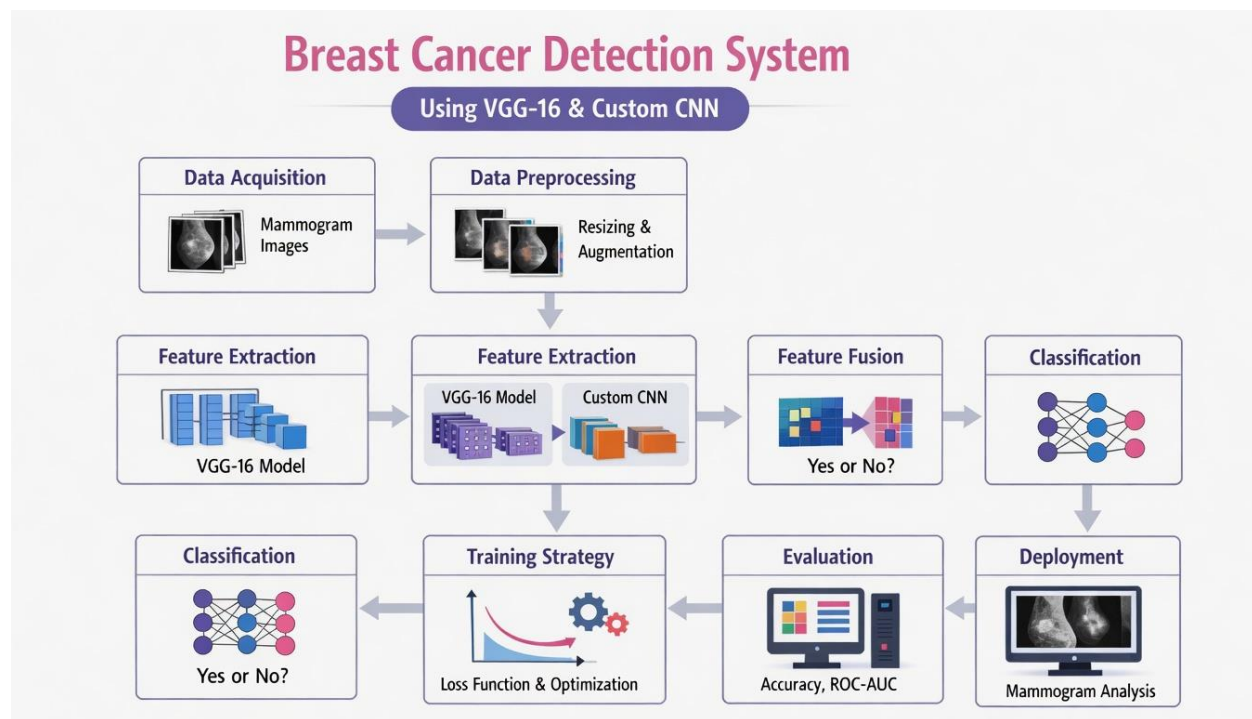 Breast Cancer Detection System
Using VGG-16 & Custom CNN
Data Acquisition
Mammogram
Images
Data Preprocessing
Resizing &
Augmentation
Feature Extraction
VGG-16 Model
Feature Extraction
VGG-16 Model
Custom CNN
Feature Fusion
Yes or No?
Classification
Classification
Yes or No?
Training Strategy
Loss Function & Optimization
Evaluation
Accuracy, ROC-AUC
Deployment
Mammogram Analysis